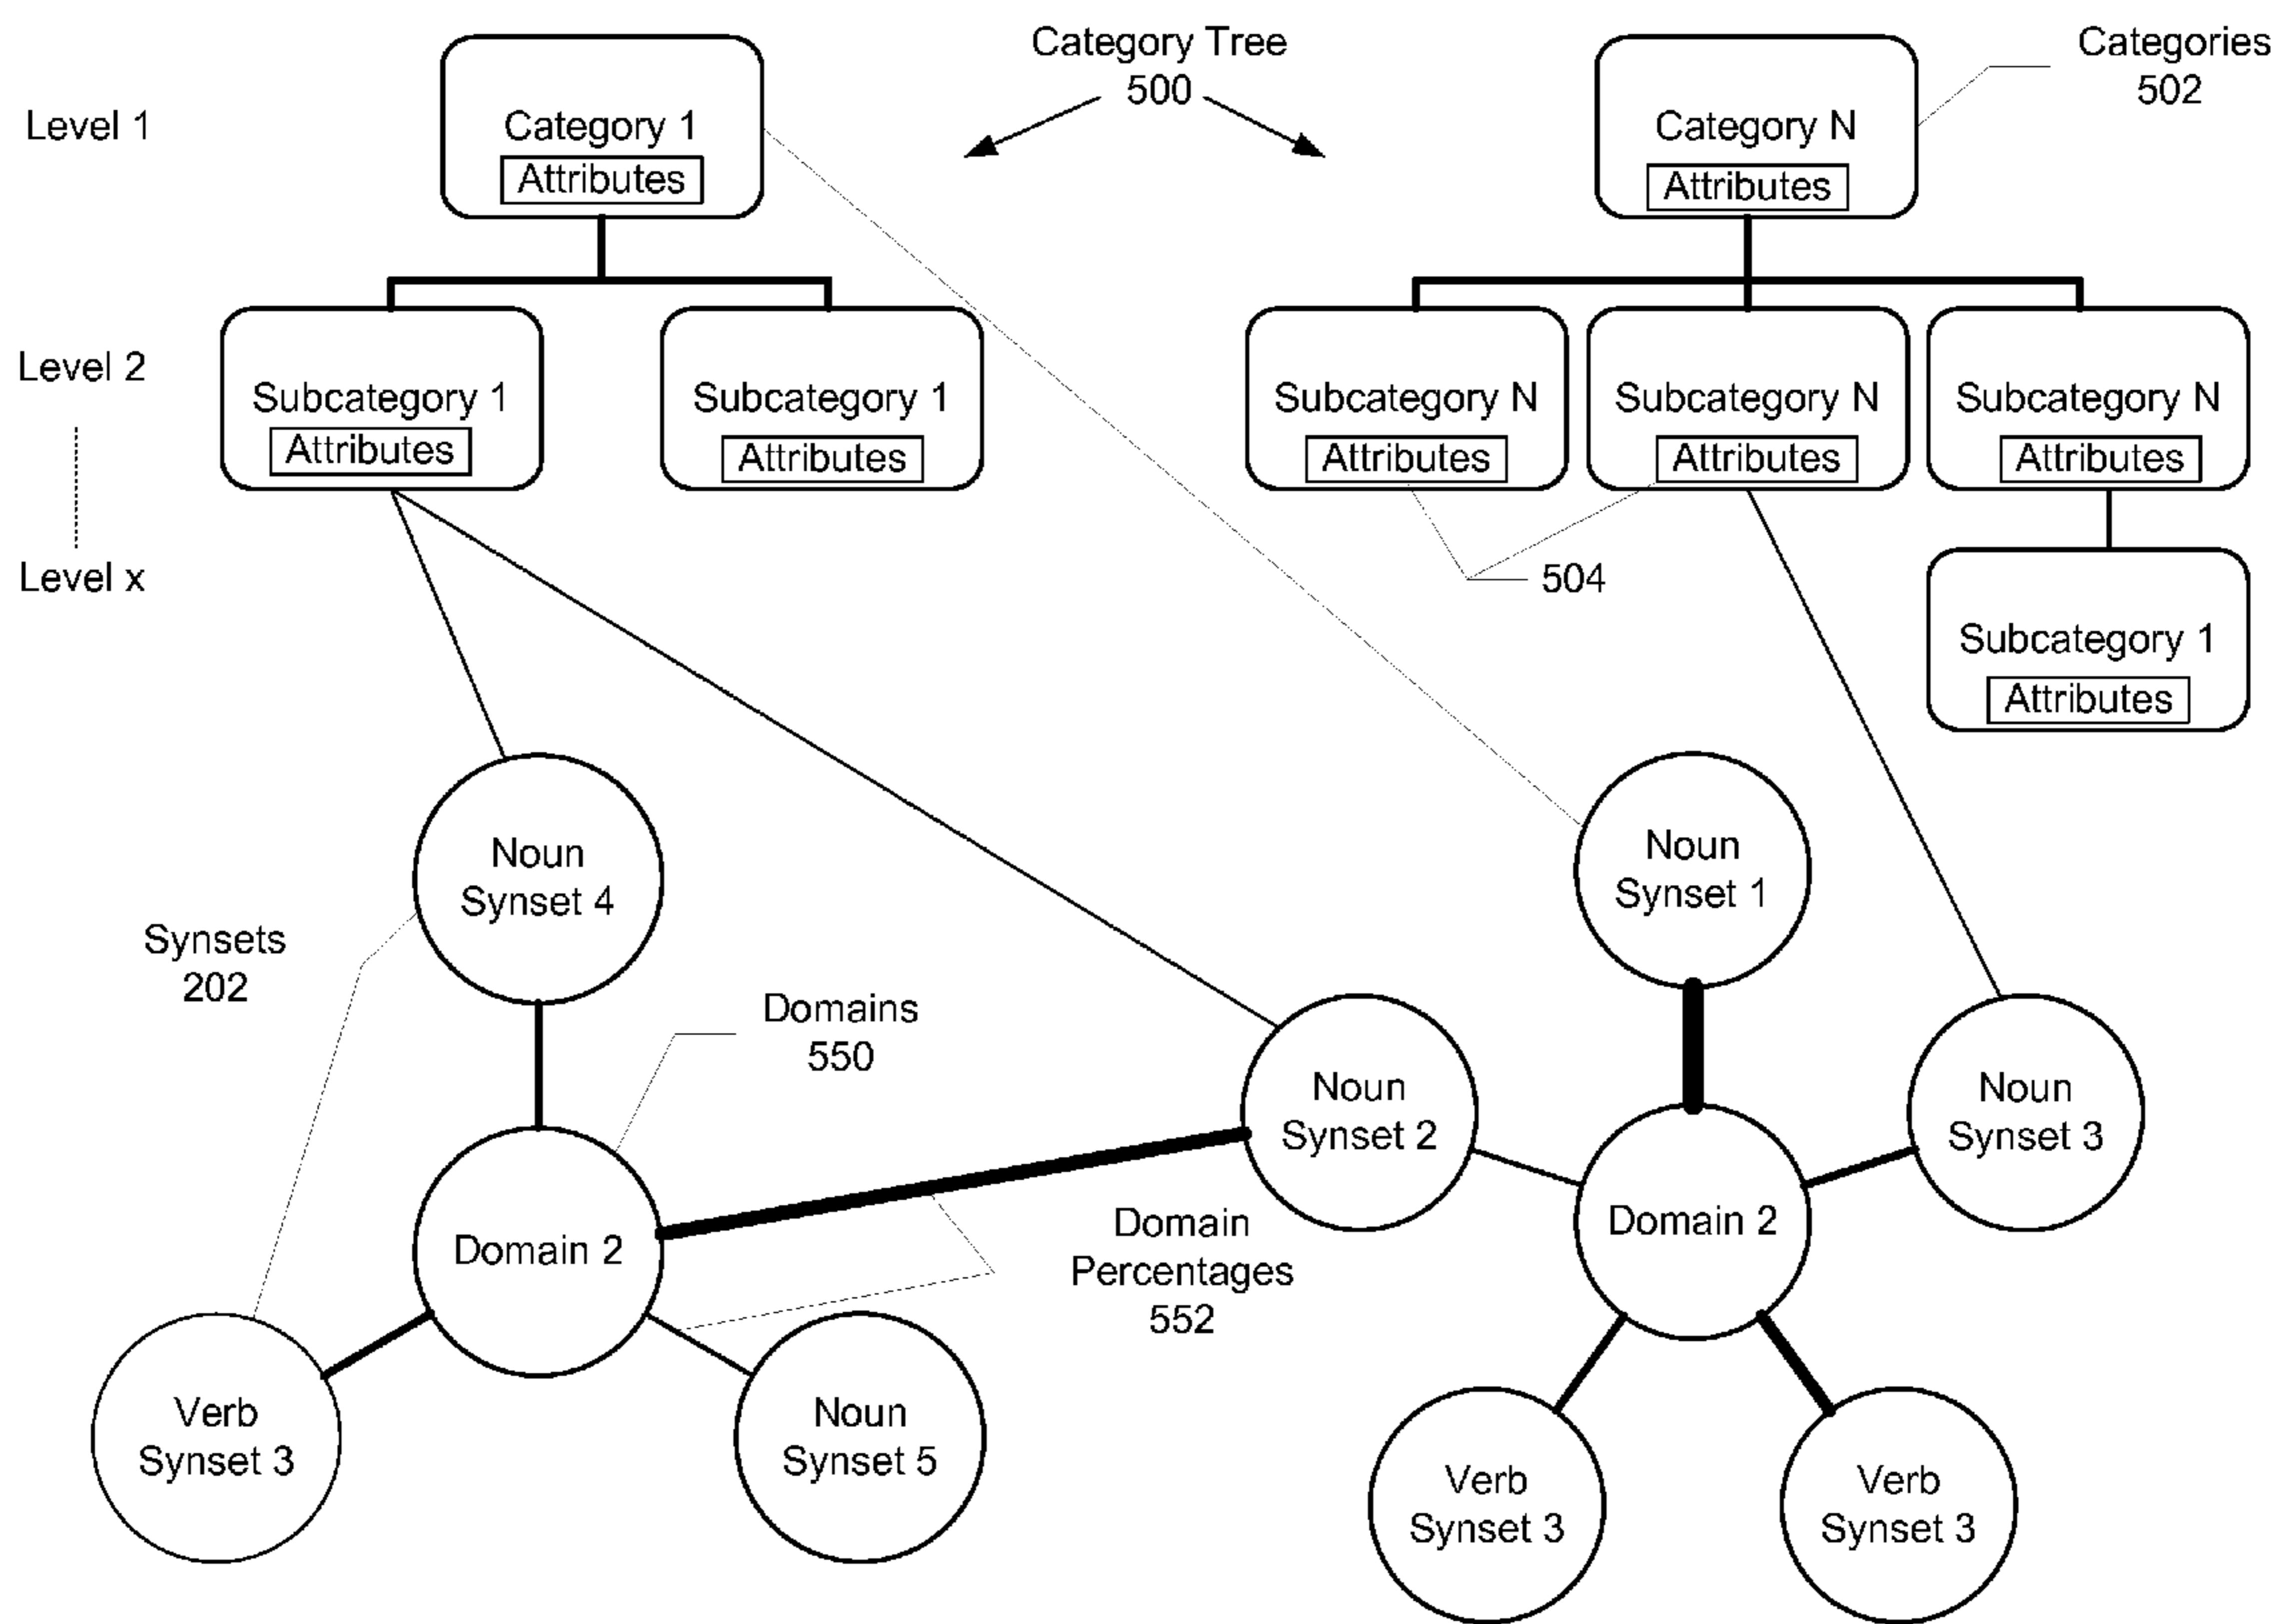 Category Tree
500
Categories
502
Level 1
Category 1
Attributes
Category N
Attributes
Level 2
Subcategory 1
Attributes
Subcategory 1
Attributes
Subcategory N
Attributes
Subcategory N
Attributes
Subcategory N
Attributes
Level x
504
Subcategory 1
Attributes
Noun
Synset 4
Noun
Synset 1
Synsets
202
Domains
550
Noun
Synset 2
Noun
Synset 3
Domain 2
Domain
Percentages
552
Domain 2
Verb
Synset 3
Noun
Synset 5
Verb
Synset 3
Verb
Synset 3